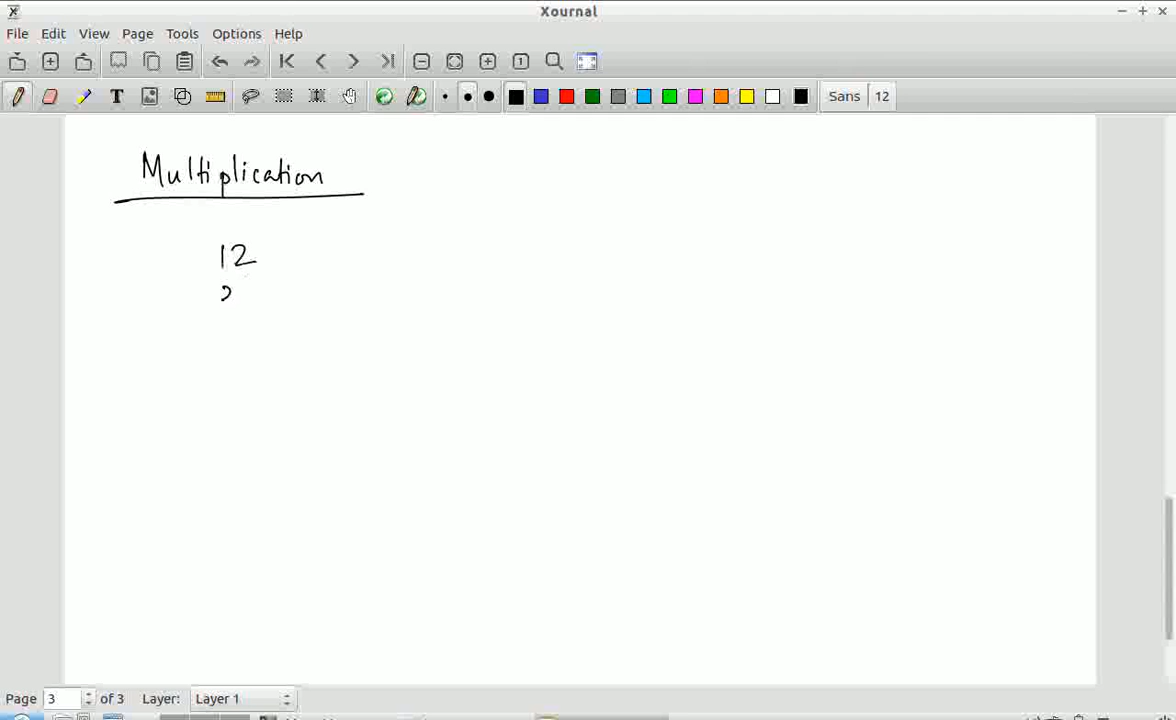 Xournal
File Edit View Page Tools Options Help
Sans 12
Multiplication
12
Page 3 of 3 Layer: Layer 1